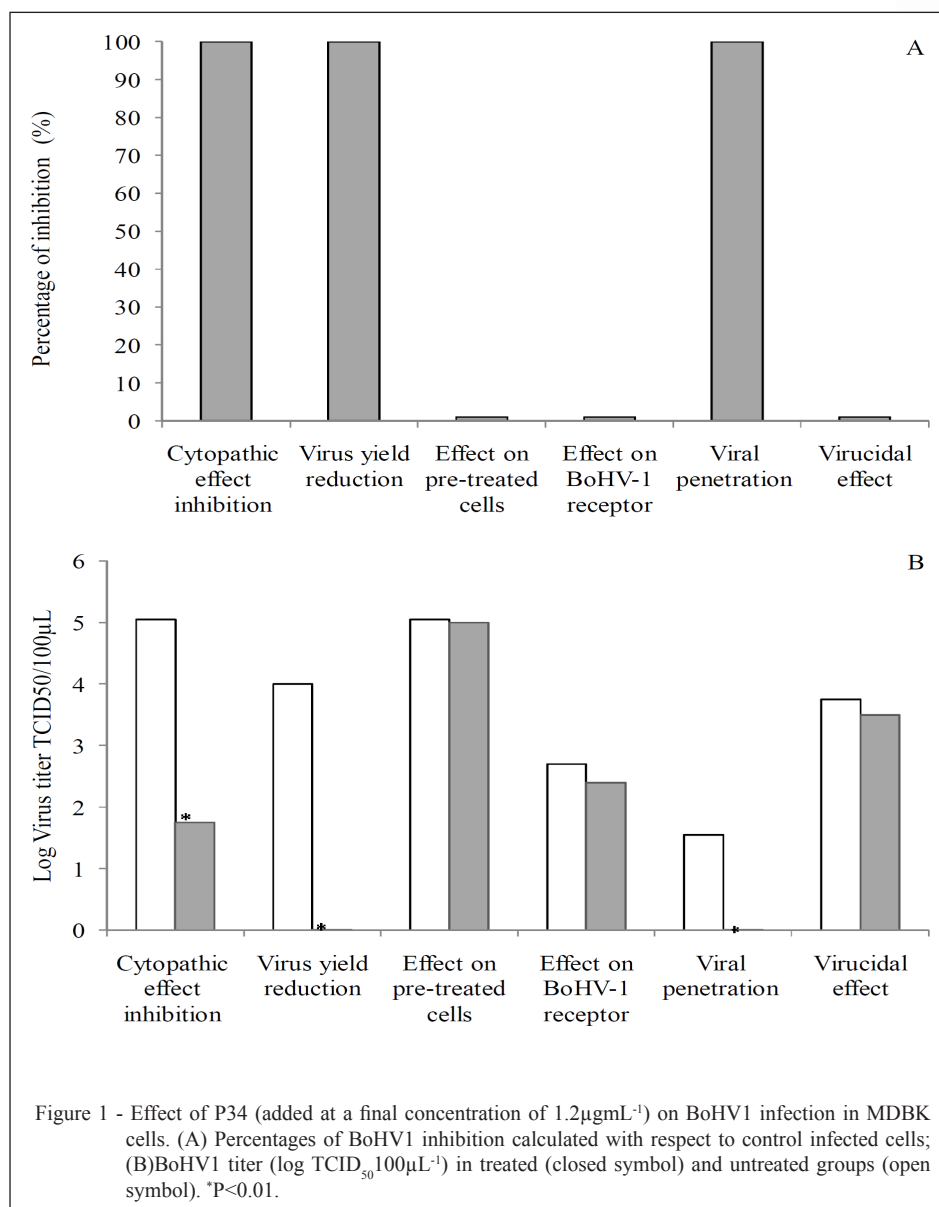 A
100
90
80
70
60
50
40
30
20
10
0
Percentage of inhibition (%)
Cytopathic effect inhibition
Virus yield reduction
Effect on pre-treated cells
Effect on BoHV-1 receptor
Viral penetration
Virucidal effect
B
6
5
4
3
2
1
0
Log Virus titer TCID50/100µL
*
*
*
Cytopathic effect inhibition
Virus yield reduction
Effect on pre-treated cells
Effect on BoHV-1 receptor
Viral penetration
Virucidal effect
Figure 1 - Effect of P34 (added at a final concentration of 1.2µgmL-1) on BoHV1 infection in MDBK
cells. (A) Percentages of BoHV1 inhibition calculated with respect to control infected cells;
(B)BoHV1 titer (log TCID50100µL-1) in treated (closed symbol) and untreated groups (open
symbol). *P<0.01.